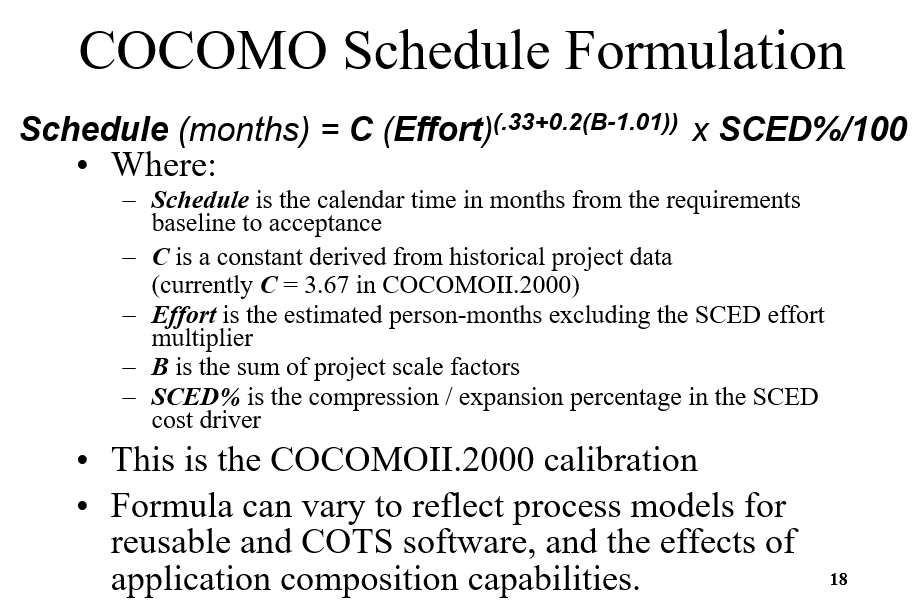 COCOMO Schedule Formulation
Schedule (months) = C (Effort)(.33+0.2(B-1.01)) x SCED%/100
• Where:
– Schedule is the calendar time in months from the requirements
baseline to acceptance
– C is a constant derived from historical project data
(currently C = 3.67 in COCOMOII.2000)
– Effort is the estimated person-months excluding the SCED effort
multiplier
– B is the sum of project scale factors
– SCED% is the compression / expansion percentage in the SCED
cost driver
• This is the COCOMOII.2000 calibration
• Formula can vary to reflect process models for
reusable and COTS software, and the effects of
application composition capabilities.
18